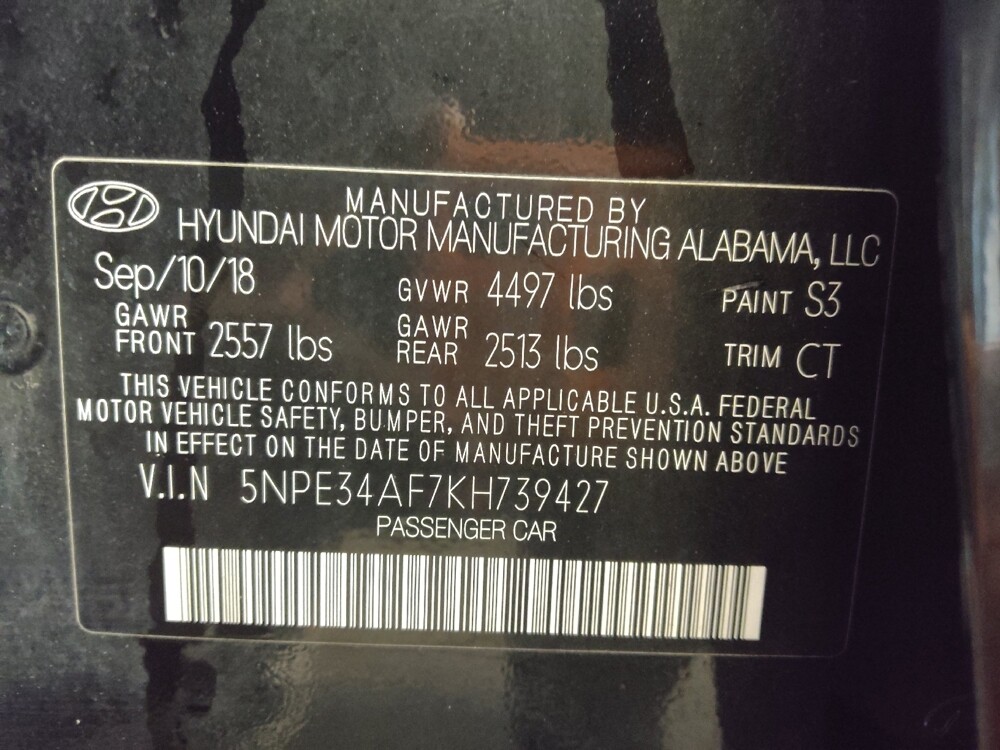 MANUFACTURED BY
HYUNDAI MOTOR MANUFACTURING ALABAMA, LLC
Sep/10/18 GVWR 4497 lbs PAINT S3
GAWR FRONT 2557 lbs GAWR REAR 2513 lbs TRIM CT
THIS VEHICLE CONFORMS TO ALL APPLICABLE U.S.A. FEDERAL
MOTOR VEHICLE SAFETY, BUMPER, AND THEFT PREVENTION STANDARDS
IN EFFECT ON THE DATE OF MANUFACTURE SHOWN ABOVE
V.I.N 5NPE34AF7KH739427
PASSENGER CAR